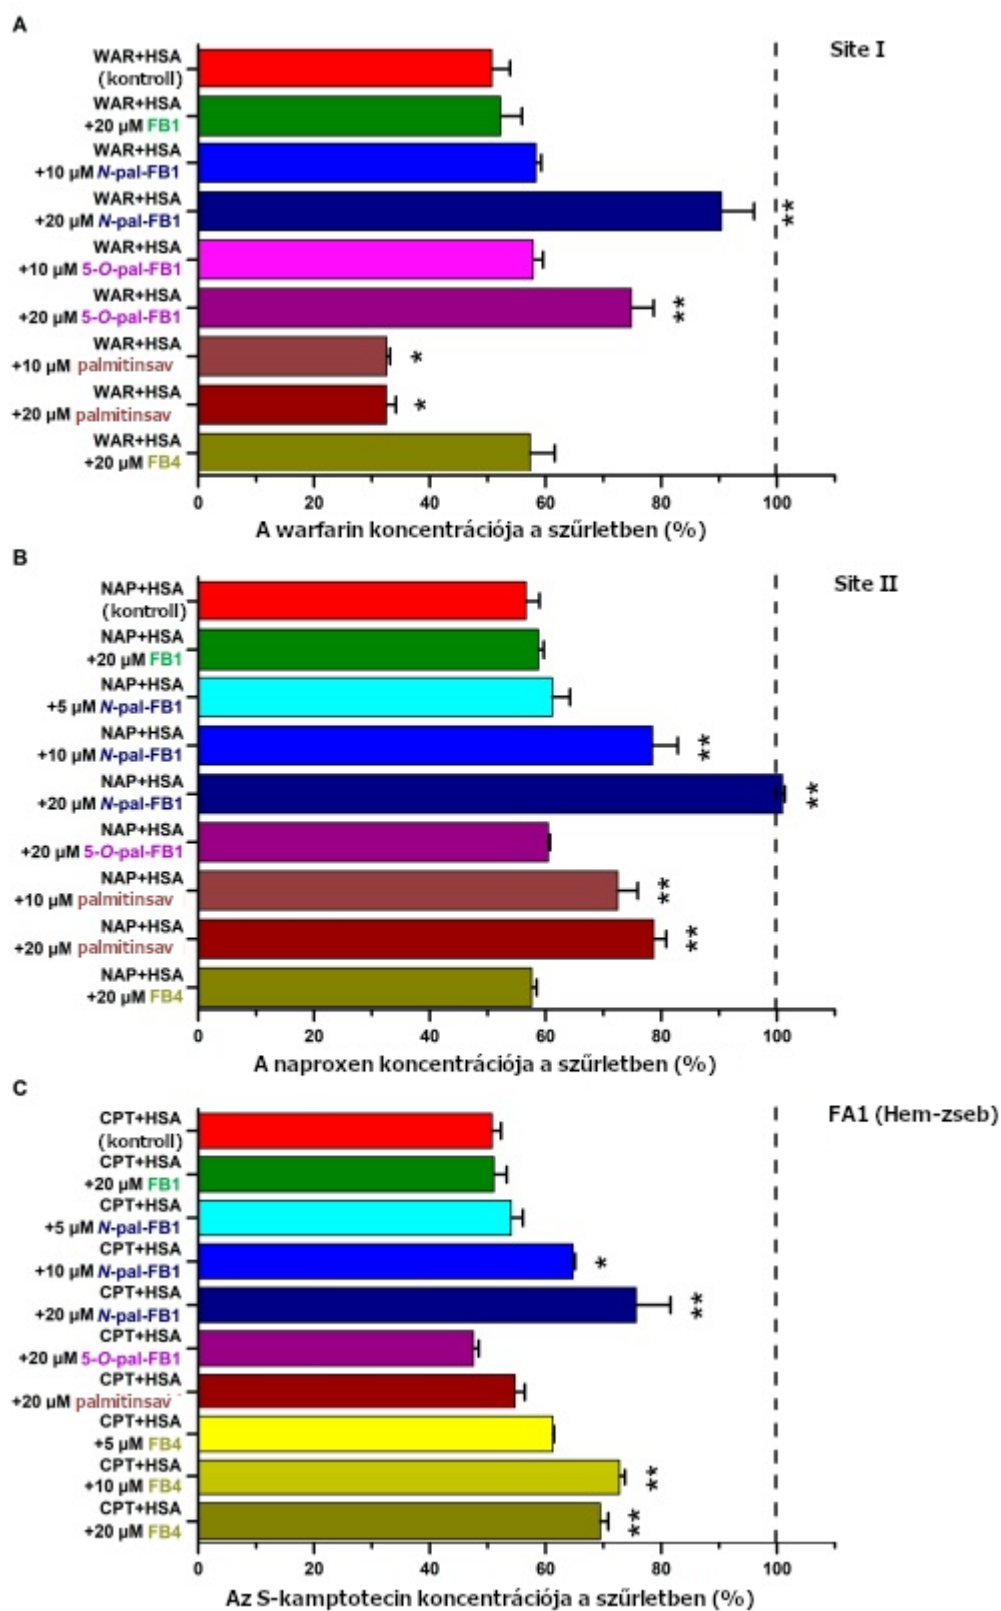 A
Site I
WAR+HSA
(kontroll)
WAR+HSA
+20 µM FB1
WAR+HSA
+10 µM N-pal-FB1
WAR+HSA
+20 µM N-pal-FB1
**
WAR+HSA
+10 µM 5-O-pal-FB1
WAR+HSA
+20 µM 5-O-pal-FB1
**
WAR+HSA
+10 µM palmitinsav
*
WAR+HSA
+20 µM palmitinsav
*
WAR+HSA
+20 µM FB4
0 20 40 60 80 100
A warfarin koncentrációja a szűrletben (%)
B
Site II
NAP+HSA
(kontroll)
NAP+HSA
+20 µM FB1
NAP+HSA
+5 µM N-pal-FB1
NAP+HSA
+10 µM N-pal-FB1
**
NAP+HSA
+20 µM N-pal-FB1
**
NAP+HSA
+20 µM 5-O-pal-FB1
NAP+HSA
+10 µM palmitinsav
**
NAP+HSA
+20 µM palmitinsav
**
NAP+HSA
+20 µM FB4
0 20 40 60 80 100
A naproxen koncentrációja a szűrletben (%)
C
FA1 (Hem-zseb)
CPT+HSA
(kontroll)
CPT+HSA
+20 µM FB1
CPT+HSA
+5 µM N-pal-FB1
CPT+HSA
+10 µM N-pal-FB1
*
CPT+HSA
+20 µM N-pal-FB1
**
CPT+HSA
+20 µM 5-O-pal-FB1
CPT+HSA
+20 µM palmitinsav
CPT+HSA
+5 µM FB4
CPT+HSA
+10 µM FB4
**
CPT+HSA
+20 µM FB4
**
0 20 40 60 80 100
Az S-kamptotecin koncentrációja a szűrletben (%)